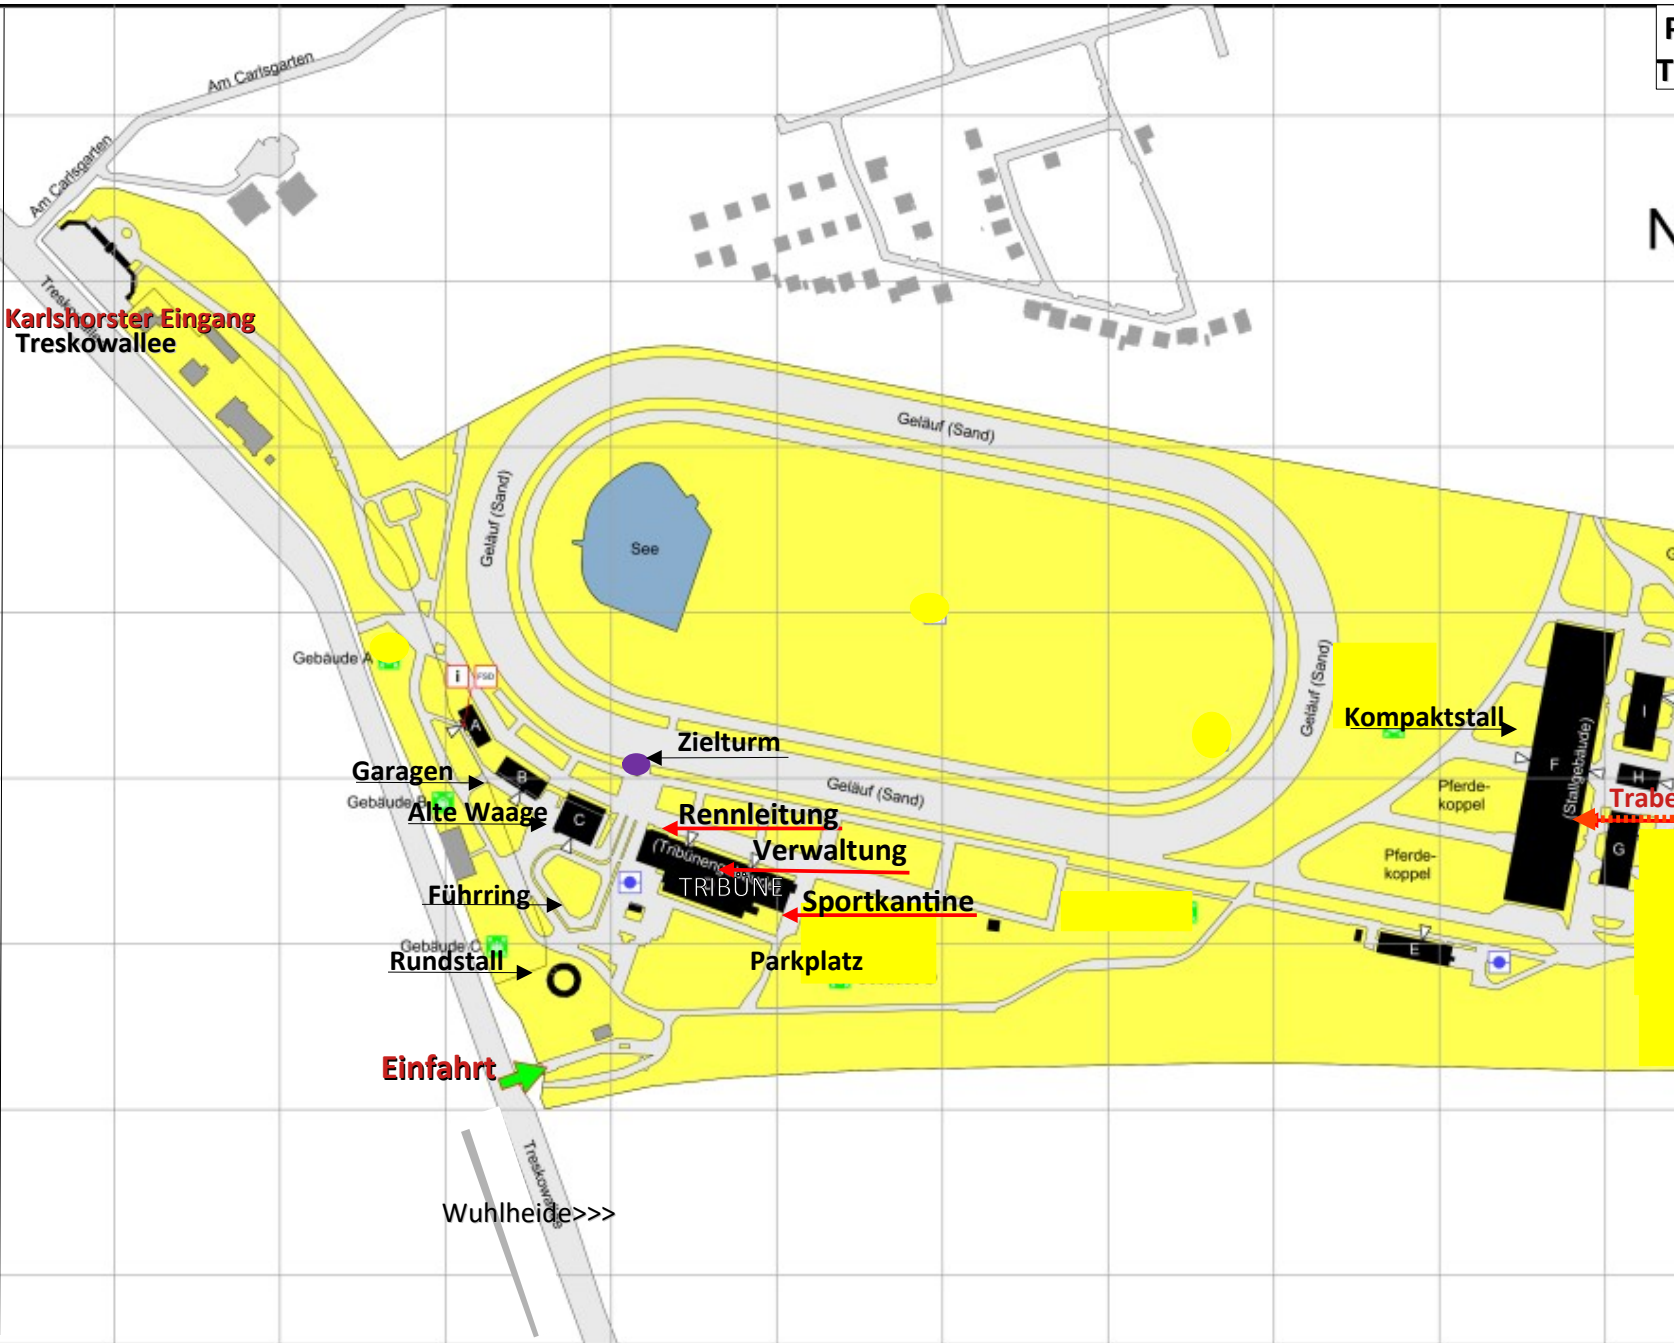 Am Carlsgarten
Am Carlsgarten
Karlshorster Eingang
Treskowallee
Geläuf (Sand)
Geläuf (Sand)
See
Gebäude A
i
FSD
A
Geläuf (Sand)
Kompaktstall
I
Zielturm
Garagen
B
F
(Stallgebäude)
H
Geläuf (Sand)
Pferde-
koppel
Gebäude B
Alte Waage
C
Rennleitung
Verwaltung
G
Pferde-
koppel
TRIBÜNE
Führring
Sportkantine
Gebäude C
E
Rundstall
Parkplatz
Einfahrt
Treskowallee
Wuhlheide>>>